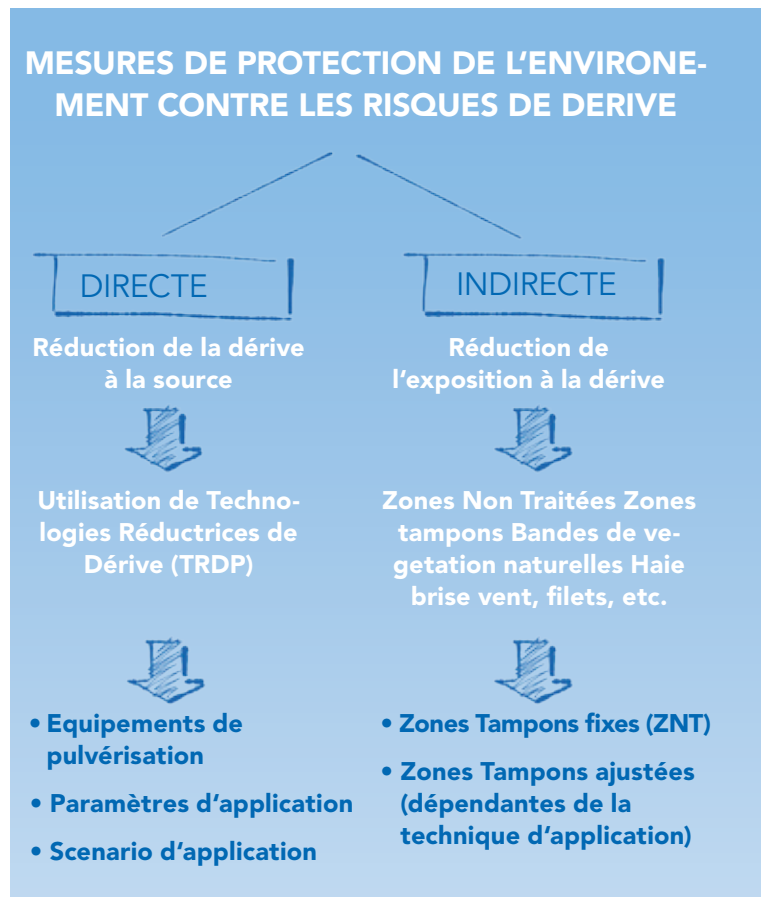 MESURES DE PROTECTION DE L'ENVIRONE-
MENT CONTRE LES RISQUES DE DERIVE
DIRECTE
Réduction de la dérive
à la source
Utilisation de Techno-
logies Réductrices de
Dérive (TRDP)
• Equipements de
pulvérisation
• Paramètres d'application
• Scenario d'application
INDIRECTE
Réduction de
l'exposition à la dérive
Zones Non Traitées Zones
tampons Bandes de ve-
getation naturelles Haie
brise vent, filets, etc.
• Zones Tampons fixes (ZNT)
• Zones Tampons ajustées
(dépendantes de la
technique d'application)